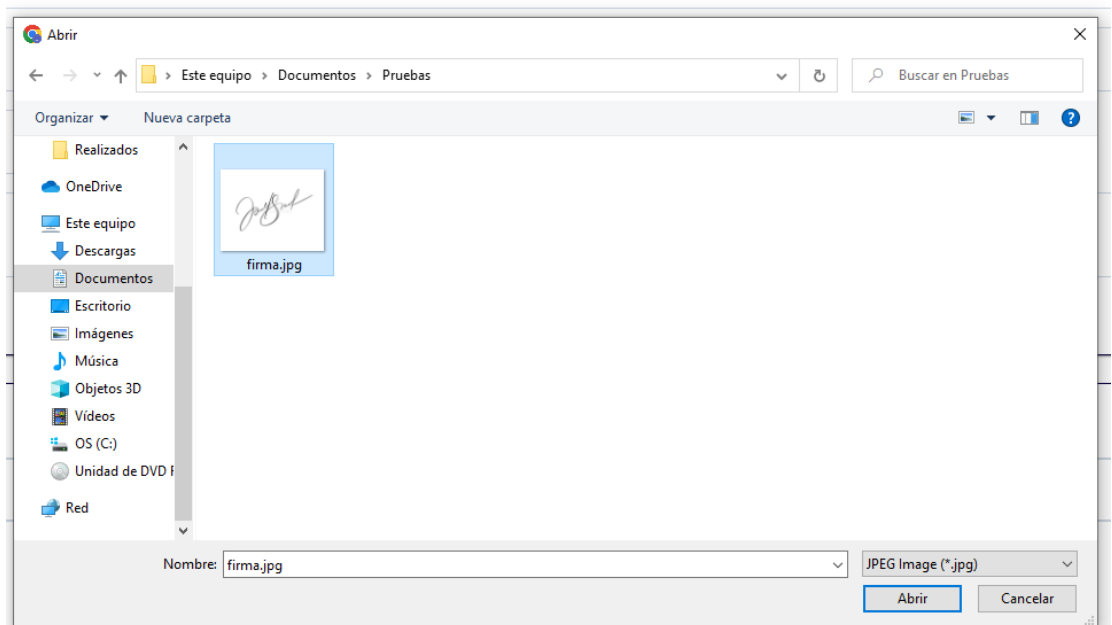 Abrir
Este equipo > Documentos > Pruebas
Buscar en Pruebas
Organizar
Nueva carpeta
Realizados
OneDrive
Este equipo
Descargas
Documentos
Escritorio
Imágenes
Música
Objetos 3D
Vídeos
OS (C:)
Unidad de DVD
Red
firma.jpg
Nombre: firma.jpg
JPEG Image (*.jpg)
Abrir
Cancelar